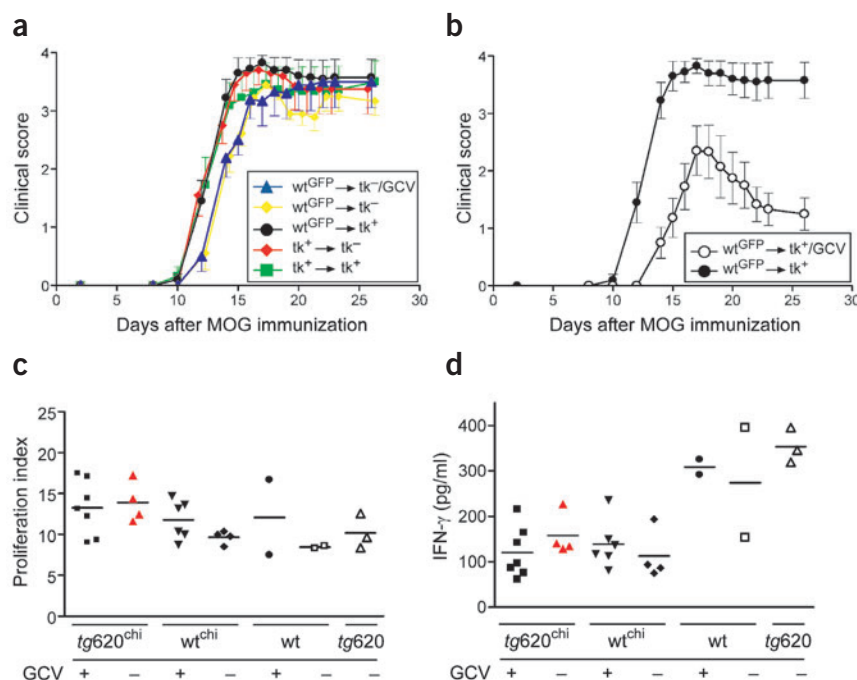 a
Clinical score
4
3
2
1
0
0 5 10 15 20 25 30
Days after MOG immunization
wtGFP → tk–/GCV
wtGFP → tk–
wtGFP → tk+
tk+ → tk–
tk+ → tk+
b
Clinical score
4
3
2
1
0
0 5 10 15 20 25 30
Days after MOG immunization
wtGFP → tk+/GCV
wtGFP → tk+
c
Proliferation index
25
20
15
10
5
0
tg620chi wtchi wt tg620
GCV + – + – + – –
d
IFN-γ (pg/ml)
400
300
200
100
0
tg620chi wtchi wt tg620
GCV + – + – + – –